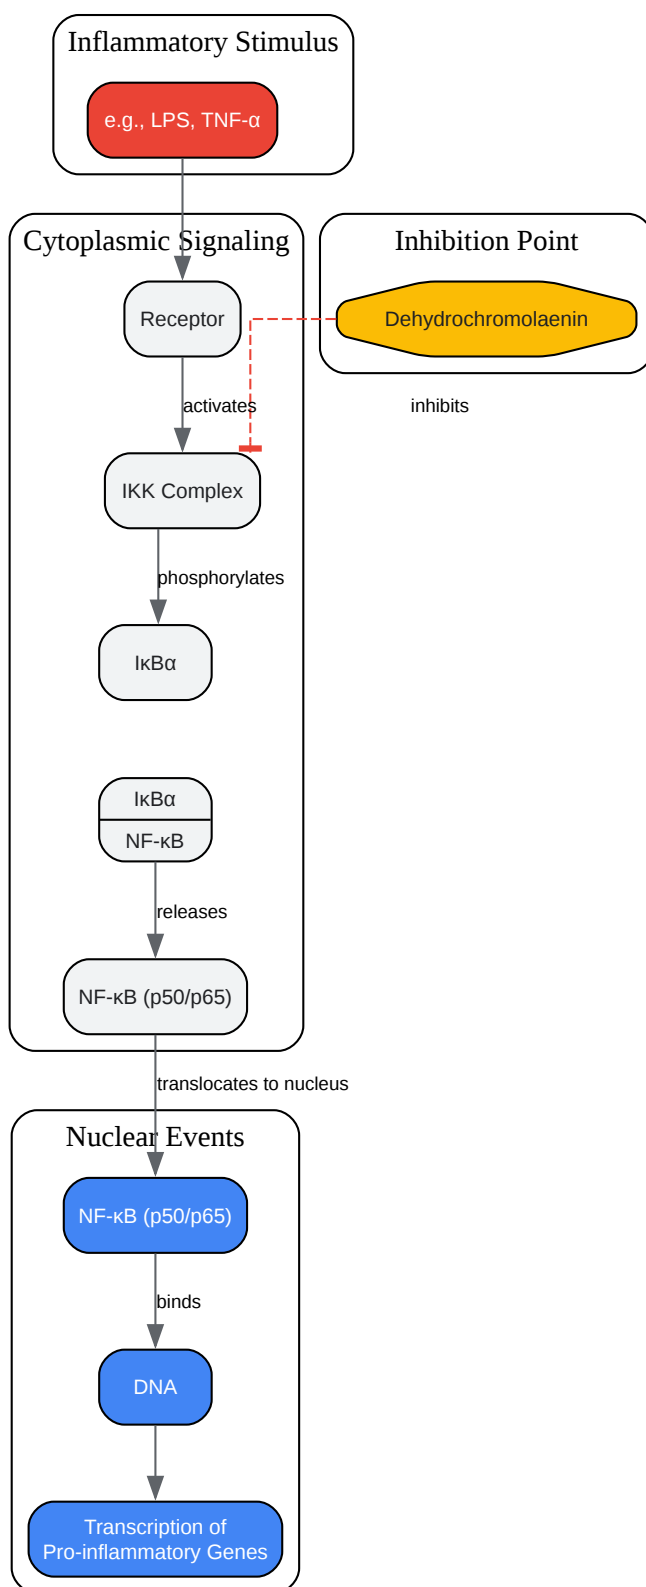 Inflammatory Stimulus
e.g., LPS, TNF-α
Cytoplasmic Signaling
Inhibition Point
Receptor
Dehydrochromolaenin
activates
inhibits
IKK Complex
phosphorylates
IκBα
IκBα
NF-κB
releases
NF-κB (p50/p65)
translocates to nucleus
Nuclear Events
NF-κB (p50/p65)
binds
DNA
Transcription of
Pro-inflammatory Genes